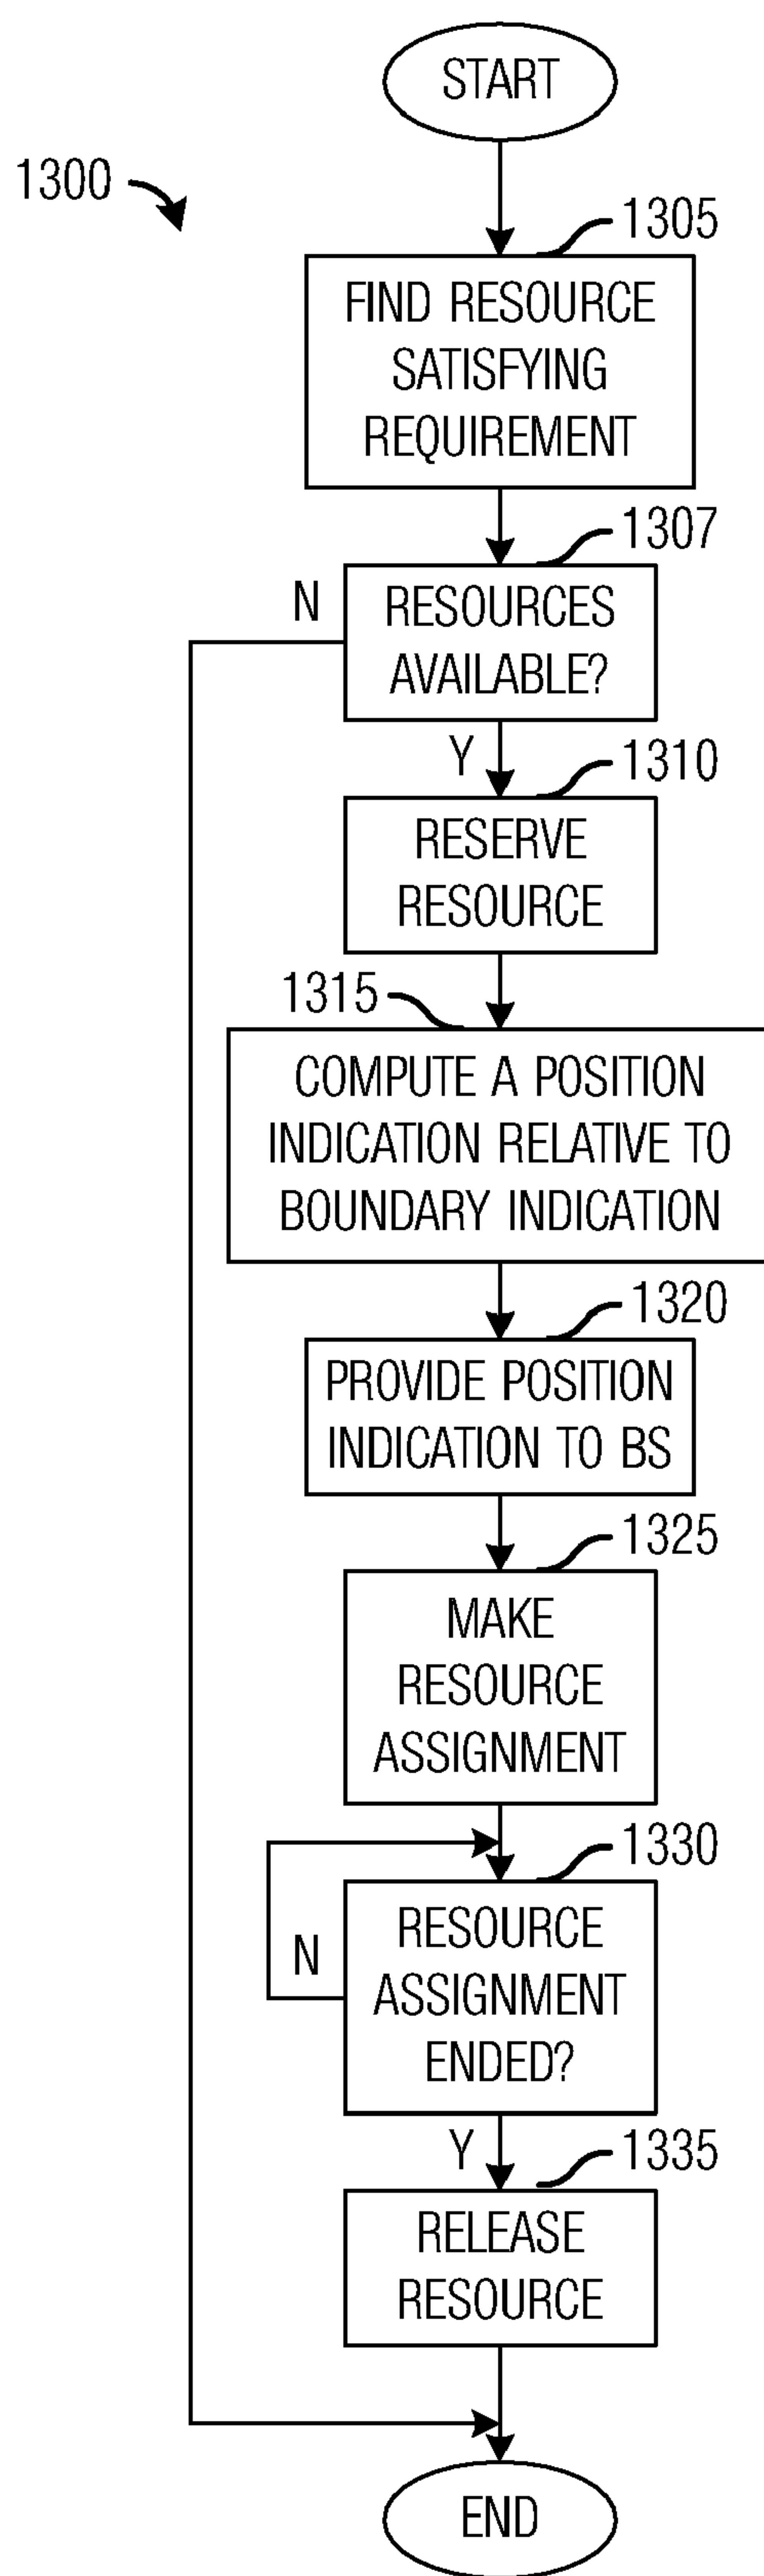 START
1300
1305
FIND RESOURCE
SATISFYING
REQUIREMENT
1307
N
RESOURCES
AVAILABLE?
Y
1310
RESERVE
RESOURCE
1315
COMPUTE A POSITION
INDICATION RELATIVE TO
BOUNDARY INDICATION
1320
PROVIDE POSITION
INDICATION TO BS
1325
MAKE
RESOURCE
ASSIGNMENT
1330
RESOURCE
N
ASSIGNMENT
ENDED?
Y
1335
RELEASE
RESOURCE
END